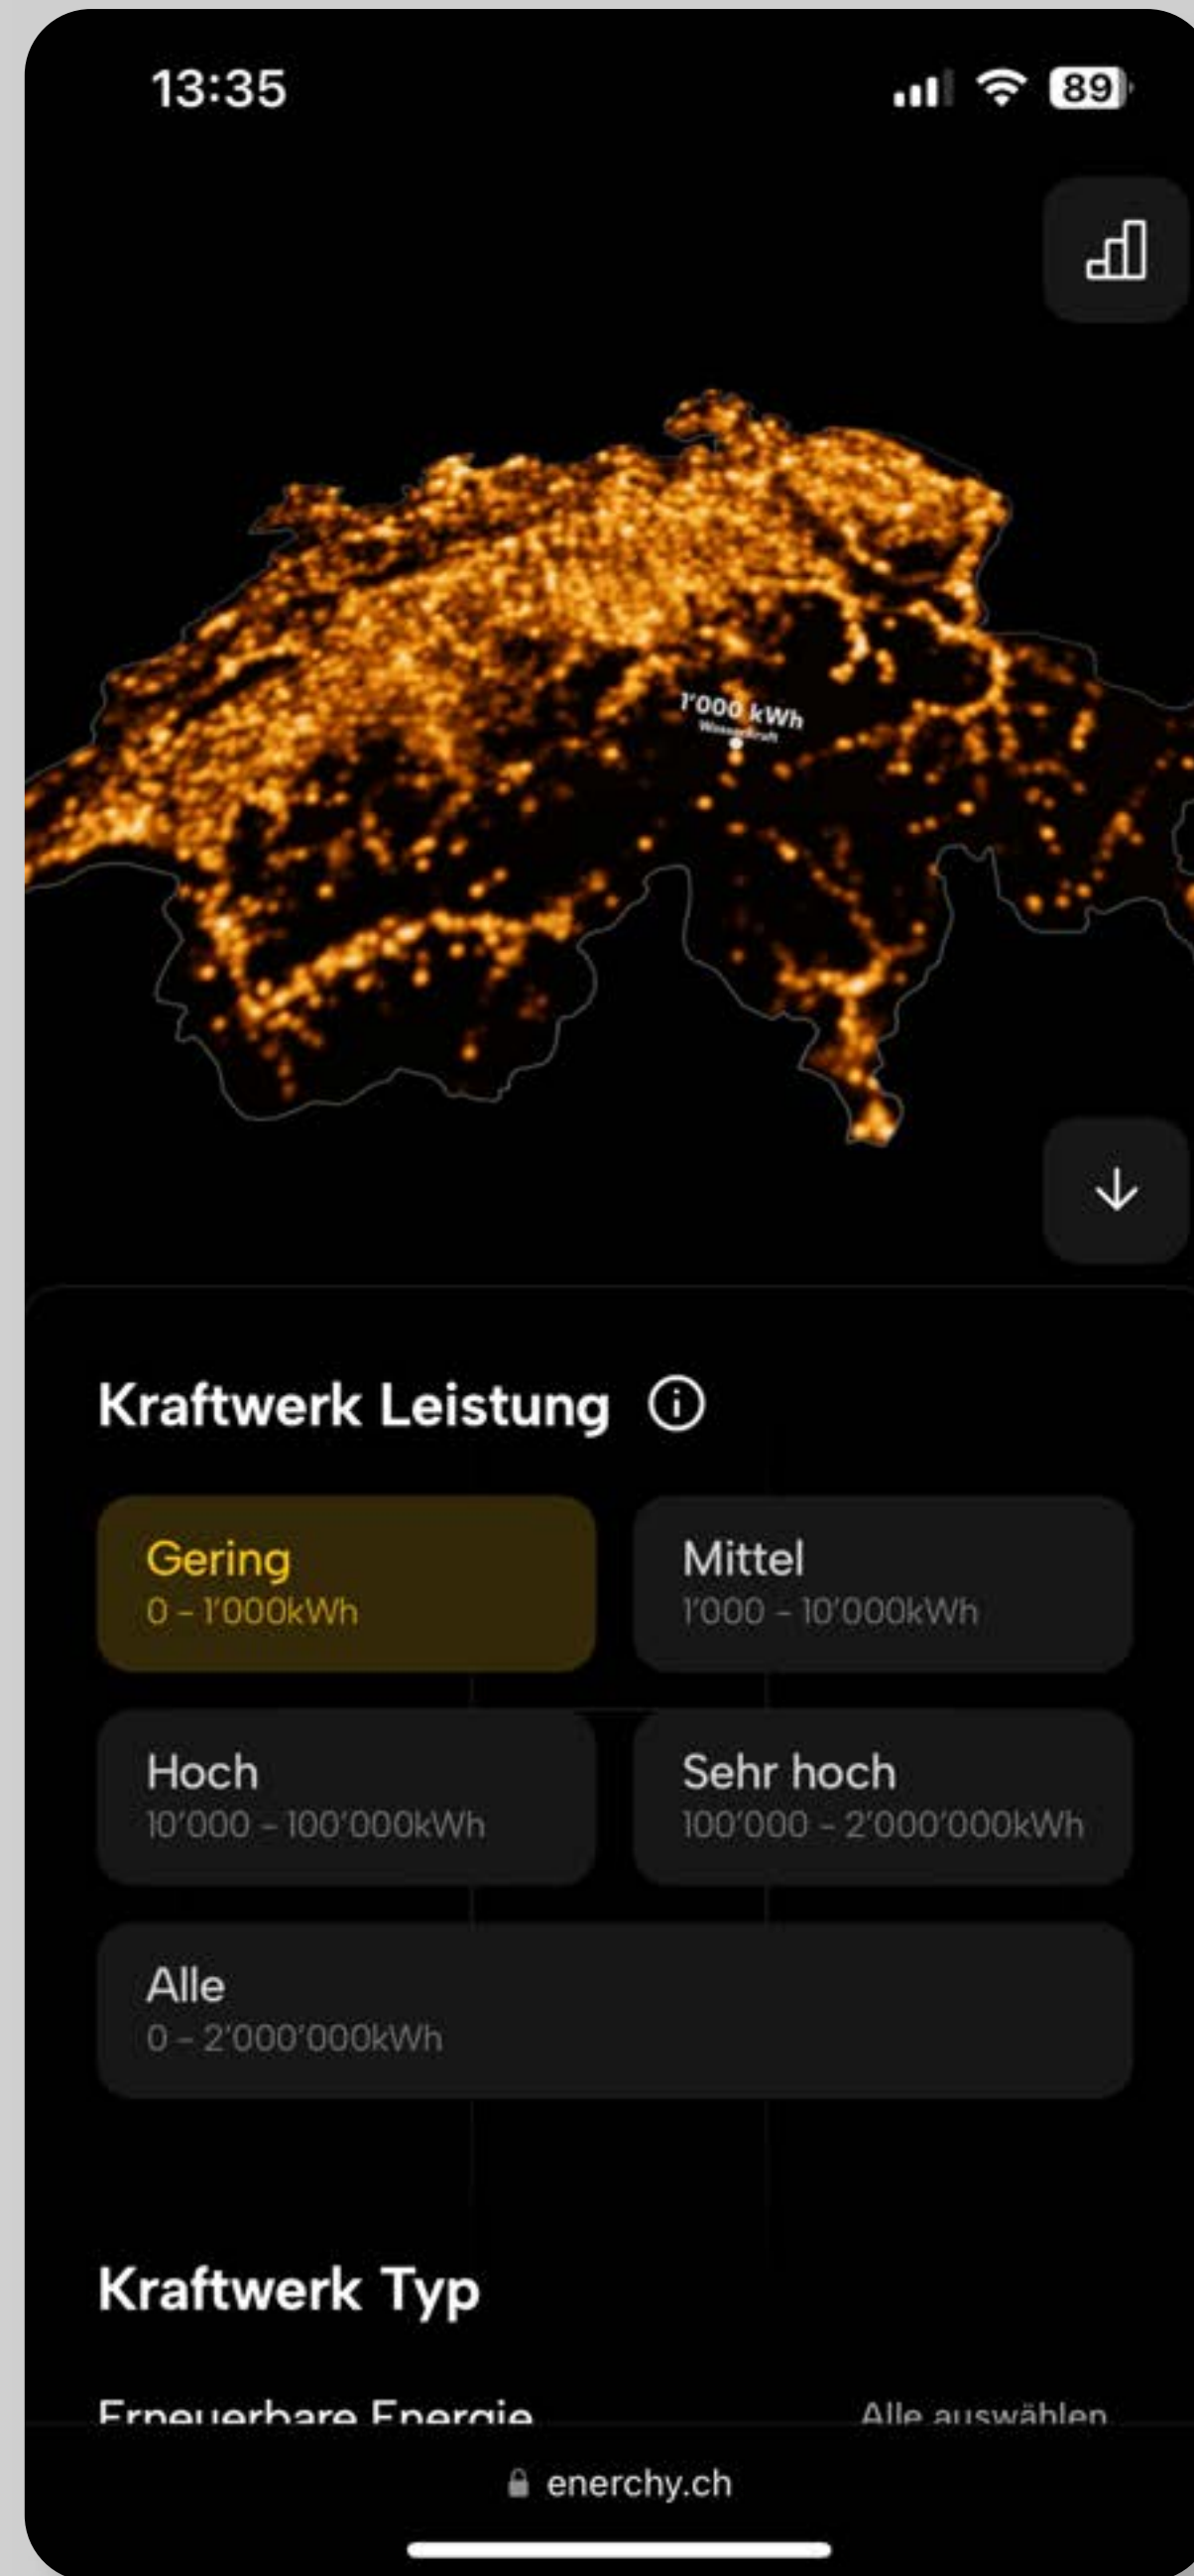 13:35
89
1'000 kWh
Wasserkraft
Kraftwerk Leistung
Gering
0 – 1'000kWh
Mittel
1'000 – 10'000kWh
Hoch
10'000 – 100'000kWh
Sehr hoch
100'000 – 2'000'000kWh
Alle
0 – 2'000'000kWh
Kraftwerk Typ
Erneuerbare Energie
Alle auswählen
enerchy.ch